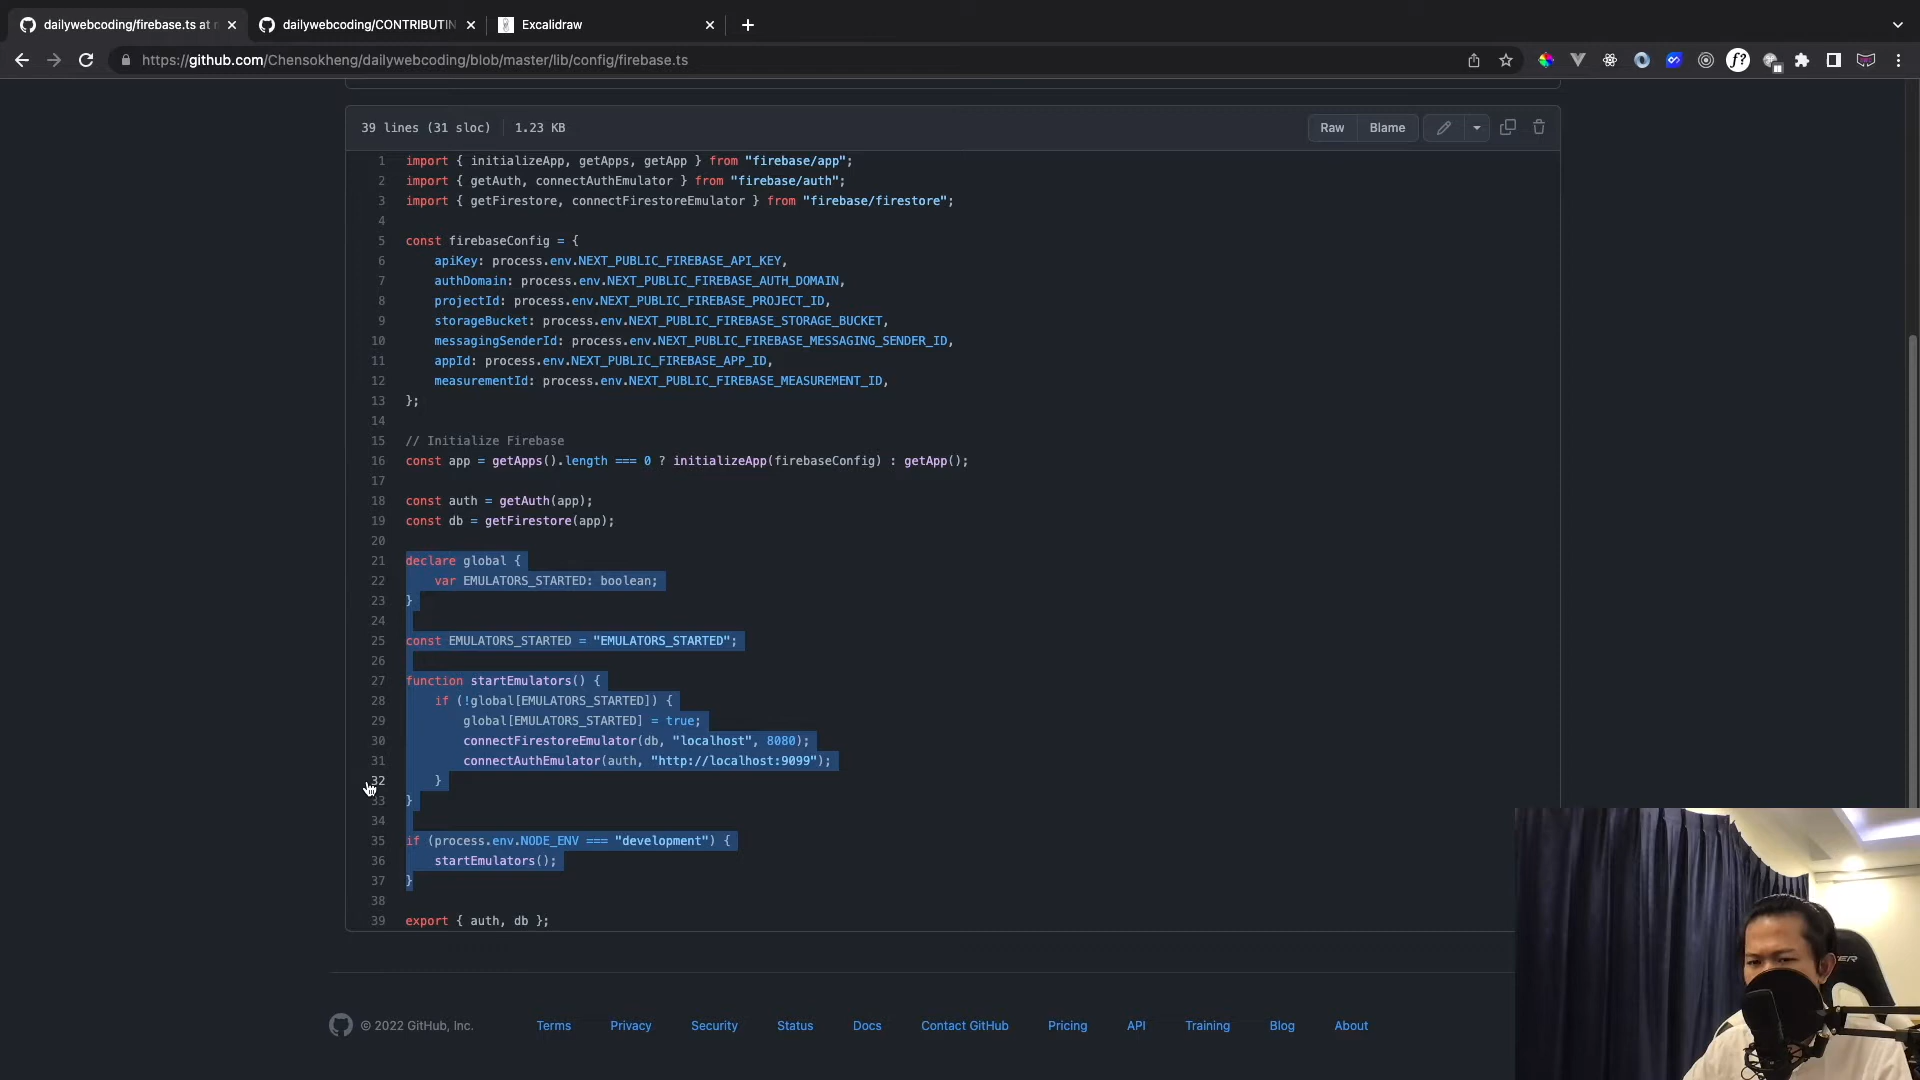 dailywebcoding/firebase.ts at
dailywebcoding/CONTRIBUTIN
Excalidraw
https://github.com/Chensokheng/dailywebcoding/blob/master/lib/config/firebase.ts
39 lines (31 sloc) 1.23 KB
Raw Blame
1 import { initializeApp, getApps, getApp } from "firebase/app";
2 import { getAuth, connectAuthEmulator } from "firebase/auth";
3 import { getFirestore, connectFirestoreEmulator } from "firebase/firestore";
4
5 const firebaseConfig = {
6 apiKey: process.env.NEXT_PUBLIC_FIREBASE_API_KEY,
7 authDomain: process.env.NEXT_PUBLIC_FIREBASE_AUTH_DOMAIN,
8 projectId: process.env.NEXT_PUBLIC_FIREBASE_PROJECT_ID,
9 storageBucket: process.env.NEXT_PUBLIC_FIREBASE_STORAGE_BUCKET,
10 messagingSenderId: process.env.NEXT_PUBLIC_FIREBASE_MESSAGING_SENDER_ID,
11 appId: process.env.NEXT_PUBLIC_FIREBASE_APP_ID,
12 measurementId: process.env.NEXT_PUBLIC_FIREBASE_MEASUREMENT_ID,
13 };
14
15 // Initialize Firebase
16 const app = getApps().length === 0 ? initializeApp(firebaseConfig) : getApp();
17
18 const auth = getAuth(app);
19 const db = getFirestore(app);
20
21 declare global {
22 var EMULATORS_STARTED: boolean;
23 }
24
25 const EMULATORS_STARTED = "EMULATORS_STARTED";
26
27 function startEmulators() {
28 if (!global[EMULATORS_STARTED]) {
29 global[EMULATORS_STARTED] = true;
30 connectFirestoreEmulator(db, "localhost", 8080);
31 connectAuthEmulator(auth, "http://localhost:9099");
32 }
33 }
34
35 if (process.env.NODE_ENV === "development") {
36 startEmulators();
37 }
38
39 export { auth, db };
© 2022 GitHub, Inc. Terms Privacy Security Status Docs Contact GitHub Pricing API Training Blog About